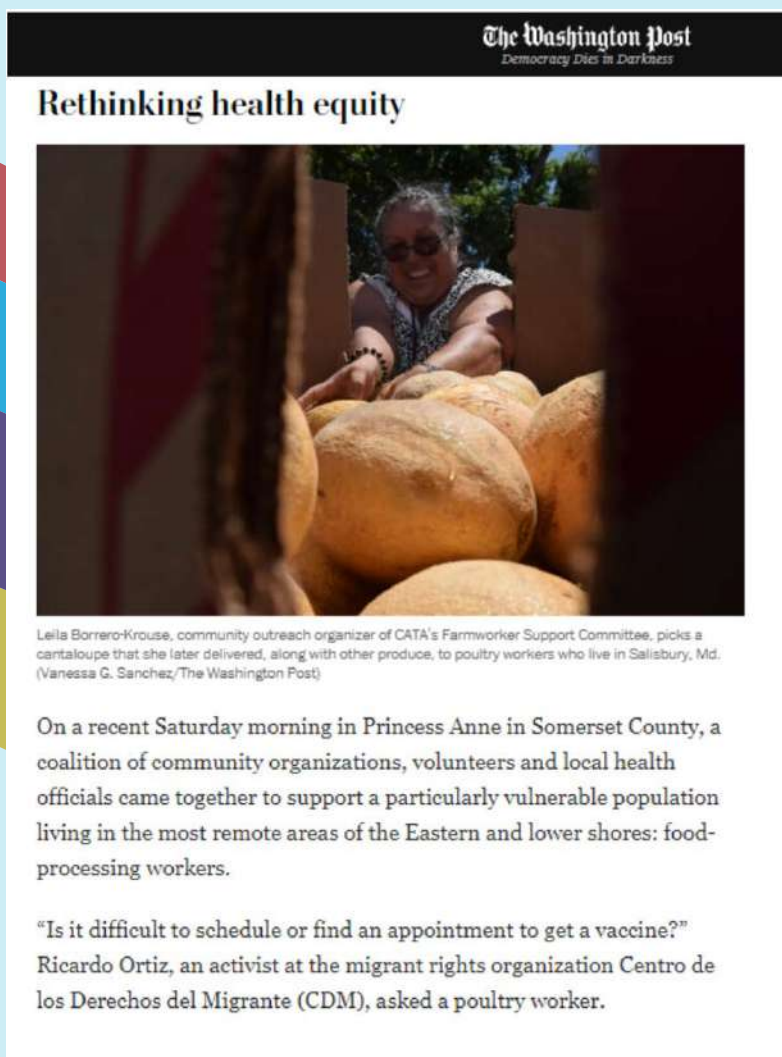 The Washington Post
Democracy Dies in Darkness
Rethinking health equity
Leila Borrero-Krouse, community outreach organizer of CATA's Farmworker Support Committee, picks a
cantaloupe that she later delivered, along with other produce, to poultry workers who live in Salisbury, Md.
(Vanessa G. Sanchez/The Washington Post)
On a recent Saturday morning in Princess Anne in Somerset County, a
coalition of community organizations, volunteers and local health
officials came together to support a particularly vulnerable population
living in the most remote areas of the Eastern and lower shores: food-
processing workers.
“Is it difficult to schedule or find an appointment to get a vaccine?”
Ricardo Ortiz, an activist at the migrant rights organization Centro de
los Derechos del Migrante (CDM), asked a poultry worker.